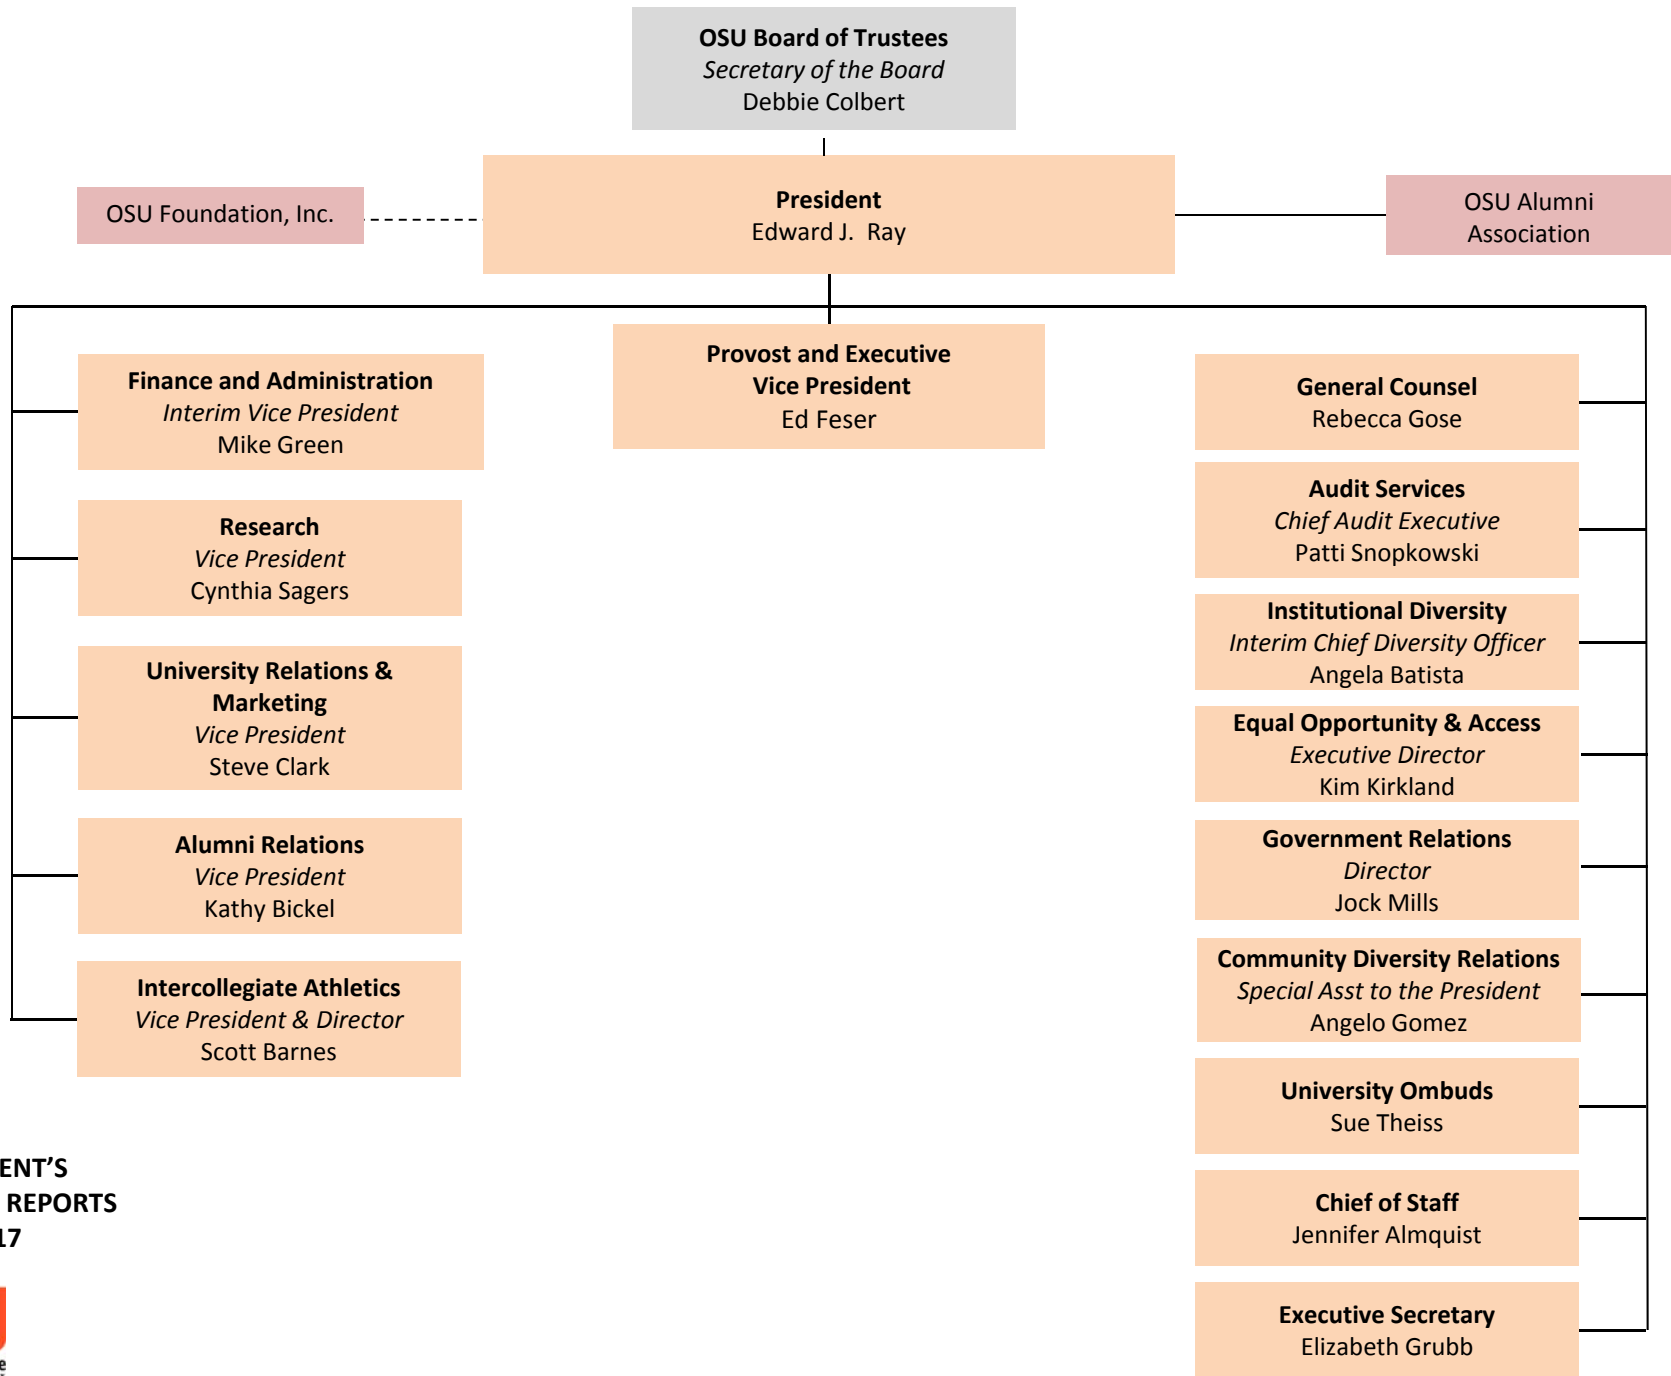 OSU Board of Trustees
Secretary of the Board
Debbie Colbert
President
Edward J. Ray
OSU Foundation, Inc.
OSU Alumni
Association
Provost and Executive
Vice President
Ed Feser
Finance and Administration
Interim Vice President
Mike Green
Research
Vice President
Cynthia Sagers
University Relations &
Marketing
Vice President
Steve Clark
Alumni Relations
Vice President
Kathy Bickel
Intercollegiate Athletics
Vice President & Director
Scott Barnes
General Counsel
Rebecca Gose
Audit Services
Chief Audit Executive
Patti Snopkowski
Institutional Diversity
Interim Chief Diversity Officer
Angela Batista
Equal Opportunity & Access
Executive Director
Kim Kirkland
Government Relations
Director
Jock Mills
Community Diversity Relations
Special Asst to the President
Angelo Gomez
University Ombuds
Sue Theiss
Chief of Staff
Jennifer Almquist
Executive Secretary
Elizabeth Grubb
ENT'S
REPORTS
17
e